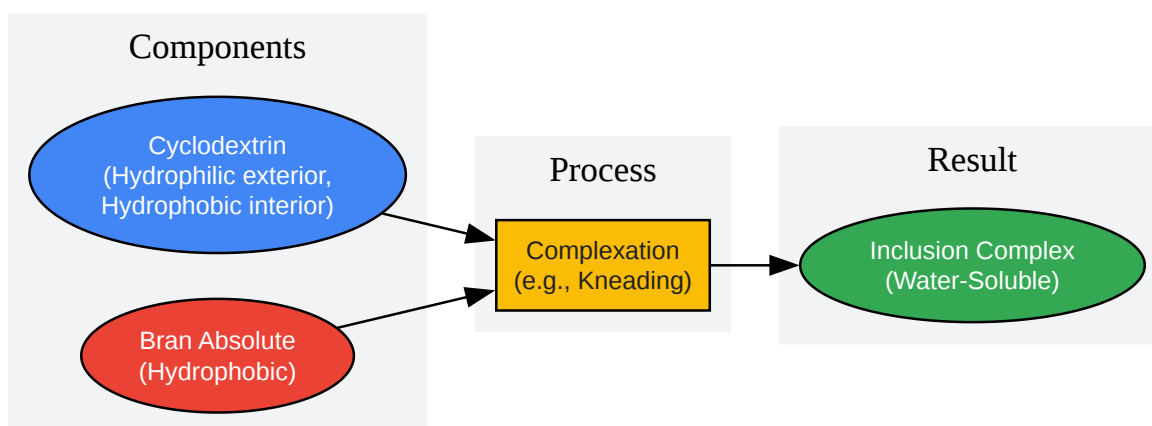 Components
Cyclodextrin
(Hydrophilic exterior,
Hydrophobic interior)
Bran Absolute
(Hydrophobic)
Process
Complexation
(e.g., Kneading)
Result
Inclusion Complex
(Water-Soluble)